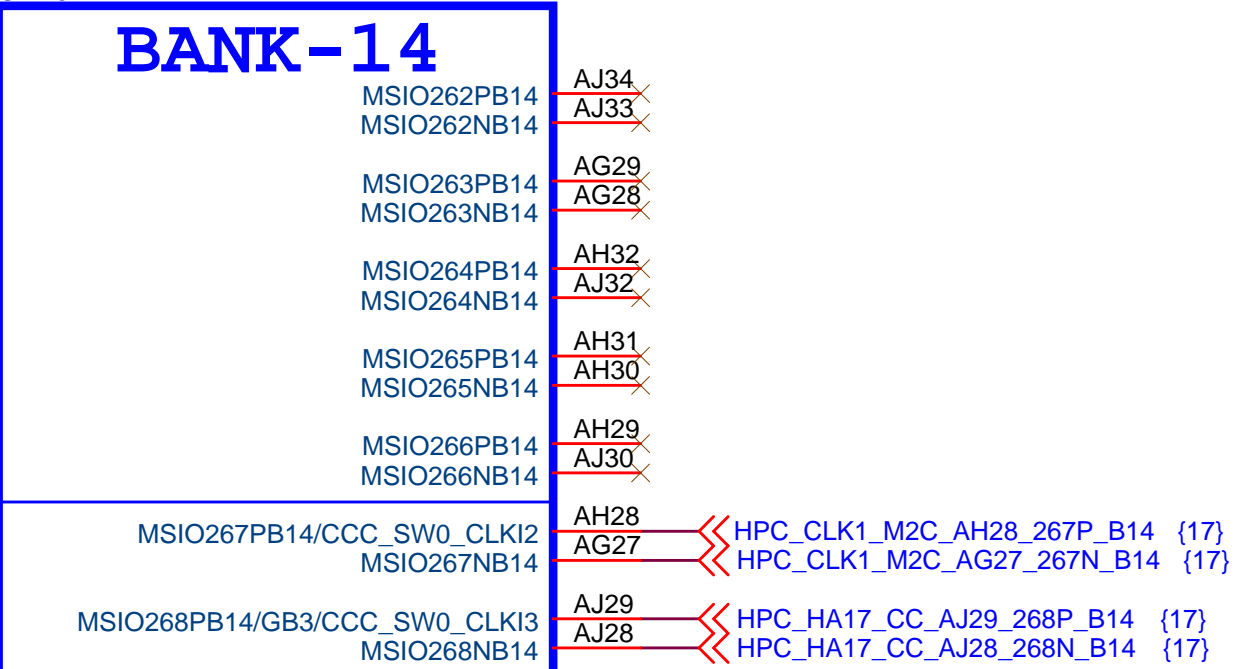 BANK-14
MSIO262PB14 AJ34
MSIO262NB14 AJ33
MSIO263PB14 AG29
MSIO263NB14 AG28
MSIO264PB14 AH32
MSIO264NB14 AJ32
MSIO265PB14 AH31
MSIO265NB14 AH30
MSIO266PB14 AH29
MSIO266NB14 AJ30
MSIO267PB14/CCC_SW0_CLKI2 AH28 HPC_CLK1_M2C_AH28_267P_B14 {17}
MSIO267NB14 AG27 HPC_CLK1_M2C_AG27_267N_B14 {17}
MSIO268PB14/GB3/CCC_SW0_CLKI3 AJ29 HPC_HA17_CC_AJ29_268P_B14 {17}
MSIO268NB14 AJ28 HPC_HA17_CC_AJ28_268N_B14 {17}